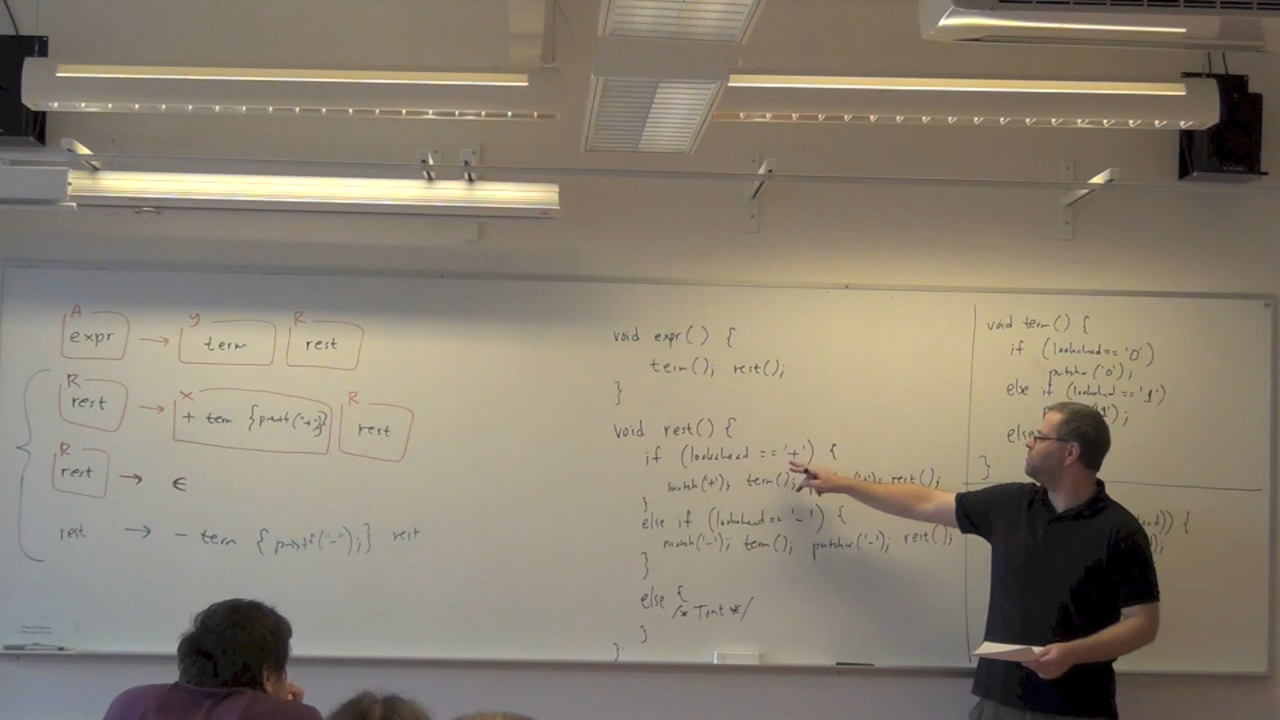 A Y R
expr → term rest
R X R
rest → + term {printf("+")} rest
R
rest → ϵ
rest → - term {printf("-");} rest
void expr() {
term(); rest();
}
void rest() {
if (lookahead == '+') {
match('+'); term(); '+'); rest();
}
else if (lookahead == '-') {
match('-'); term(); putchar('-'); rest();
}
else {
/* Tomt */
}
}
void term() {
if (lookahead == '0')
putchar('0');
else if (lookahead == '1')
'1');
else
}
)) {
);